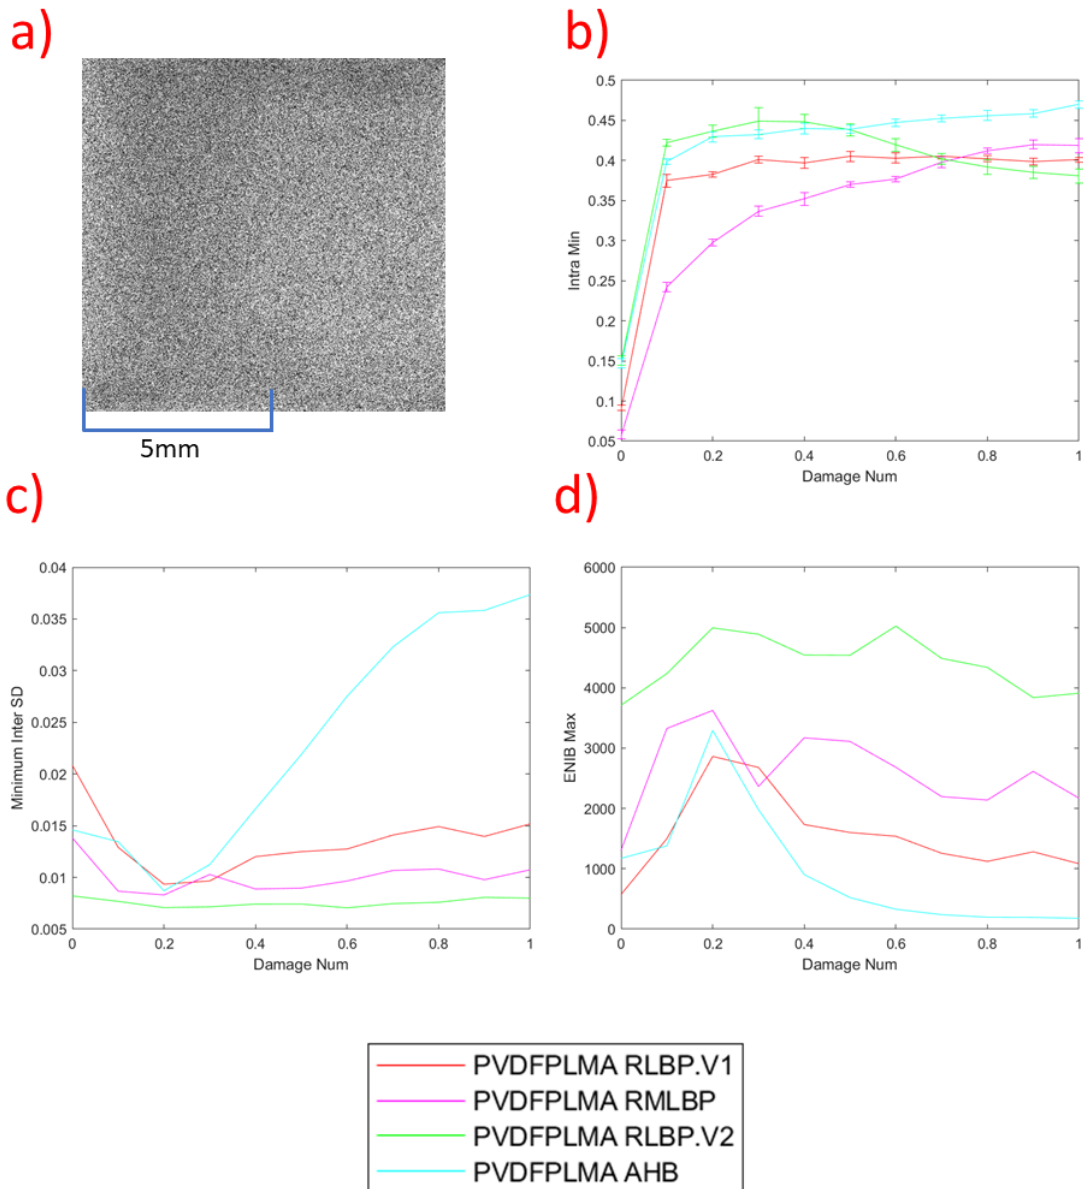 a)
5mm
b)
0.5
0.45
0.4
0.35
0.3
0.25
0.2
0.15
0.1
0.05
Intra Min
0 0.2 0.4 0.6 0.8 1
Damage Num
c)
0.04
0.035
0.03
0.025
0.02
0.015
0.01
0.005
Minimum Inter SD
0 0.2 0.4 0.6 0.8 1
Damage Num
d)
6000
5000
4000
3000
2000
1000
0
ENIB Max
0 0.2 0.4 0.6 0.8 1
Damage Num
PVDFPLMA RLBP.V1
PVDFPLMA RMLBP
PVDFPLMA RLBP.V2
PVDFPLMA AHB